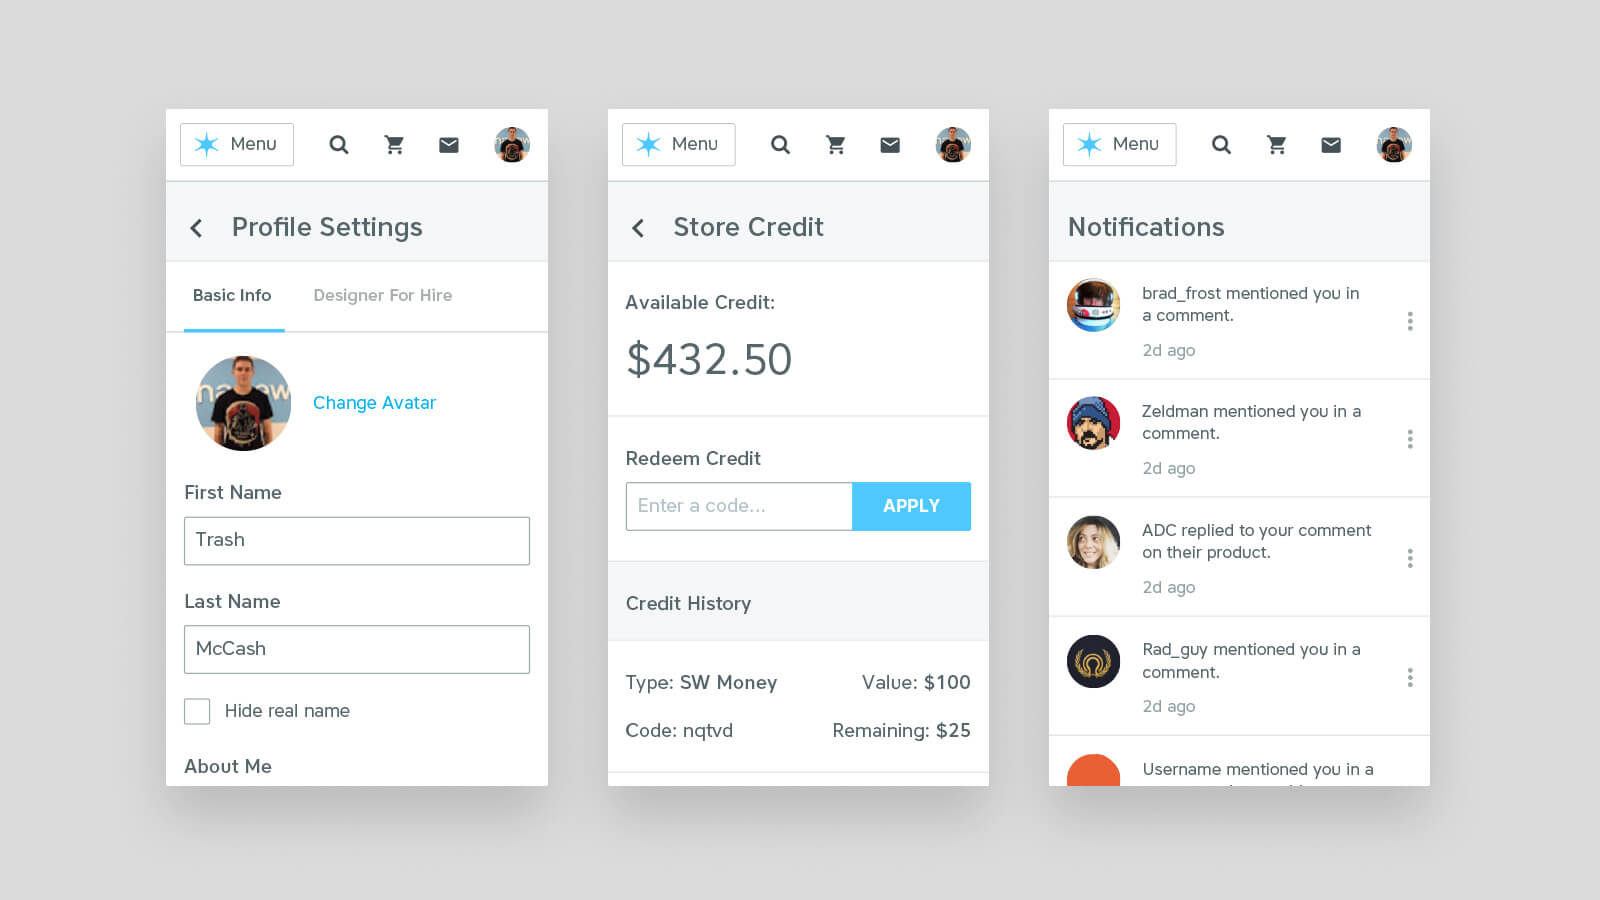 Menu
Profile Settings
Basic Info
Designer For Hire
Change Avatar
First Name
Trash
Last Name
McCash
Hide real name
About Me
Menu
Store Credit
Available Credit:
$432.50
Redeem Credit
Enter a code...
APPLY
Credit History
Type: SW Money
Value: $100
Code: nqtvd
Remaining: $25
Menu
Notifications
brad_frost mentioned you in
a comment.
2d ago
Zeldman mentioned you in a
comment.
2d ago
ADC replied to your comment
on their product.
2d ago
Rad_guy mentioned you in a
comment.
2d ago
Username mentioned you in a